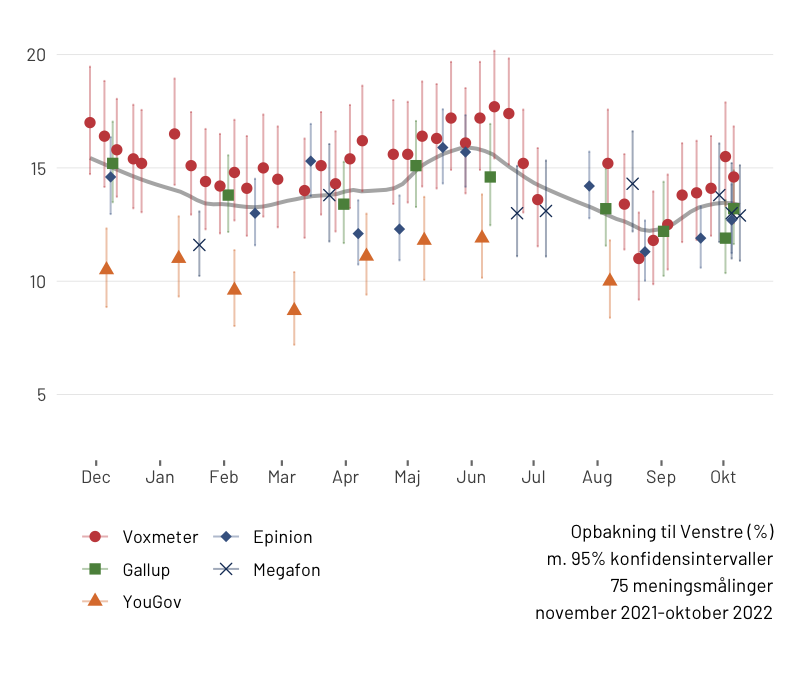 20
15
10
5
Dec Jan Feb Mar Apr Maj Jun Jul Aug Sep Okt
Voxmeter Epinion
Gallup Megafon
YouGov
Opbakning til Venstre (%)
m. 95% konfidensintervaller
75 meningsmålinger
november 2021-oktober 2022